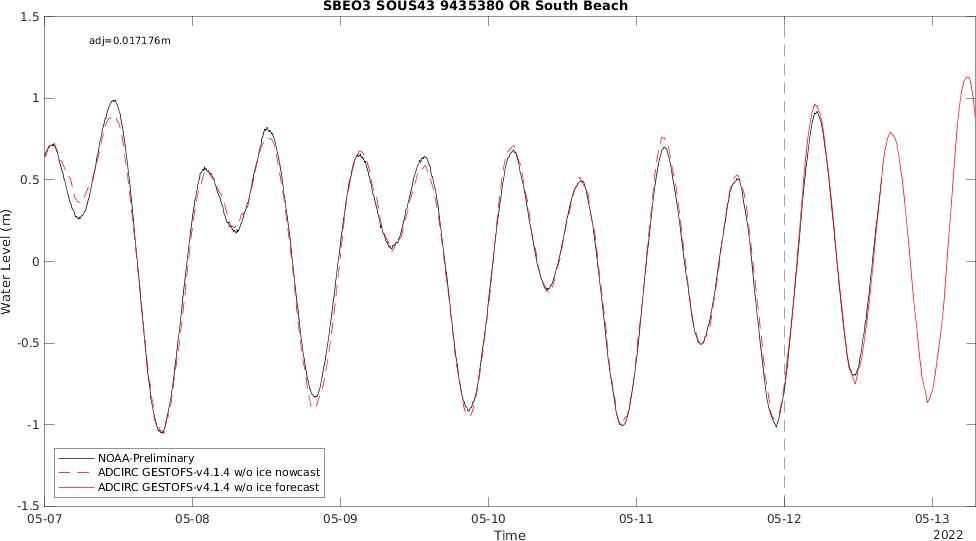 SBEO3 SOUS43 9435380 OR South Beach
adj=0.017176m
1.5
1
0.5
0
-0.5
-1
-1.5
Water Level (m)
NOAA-Preliminary
ADCIRC GESTOFS-v4.1.4 w/o ice nowcast
ADCIRC GESTOFS-v4.1.4 w/o ice forecast
05-07 05-08 05-09 05-10 05-11 05-12 05-13
Time
2022